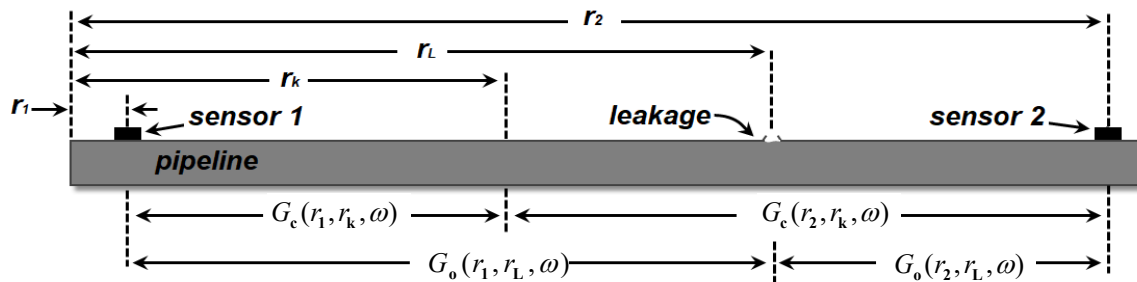 r₂
r_L
r_k
r₁
sensor 1
leakage
sensor 2
pipeline
G_c(r₁, r_k, ω)
G_c(r₂, r_k, ω)
G_o(r₁, r_L, ω)
G_o(r₂, r_L, ω)